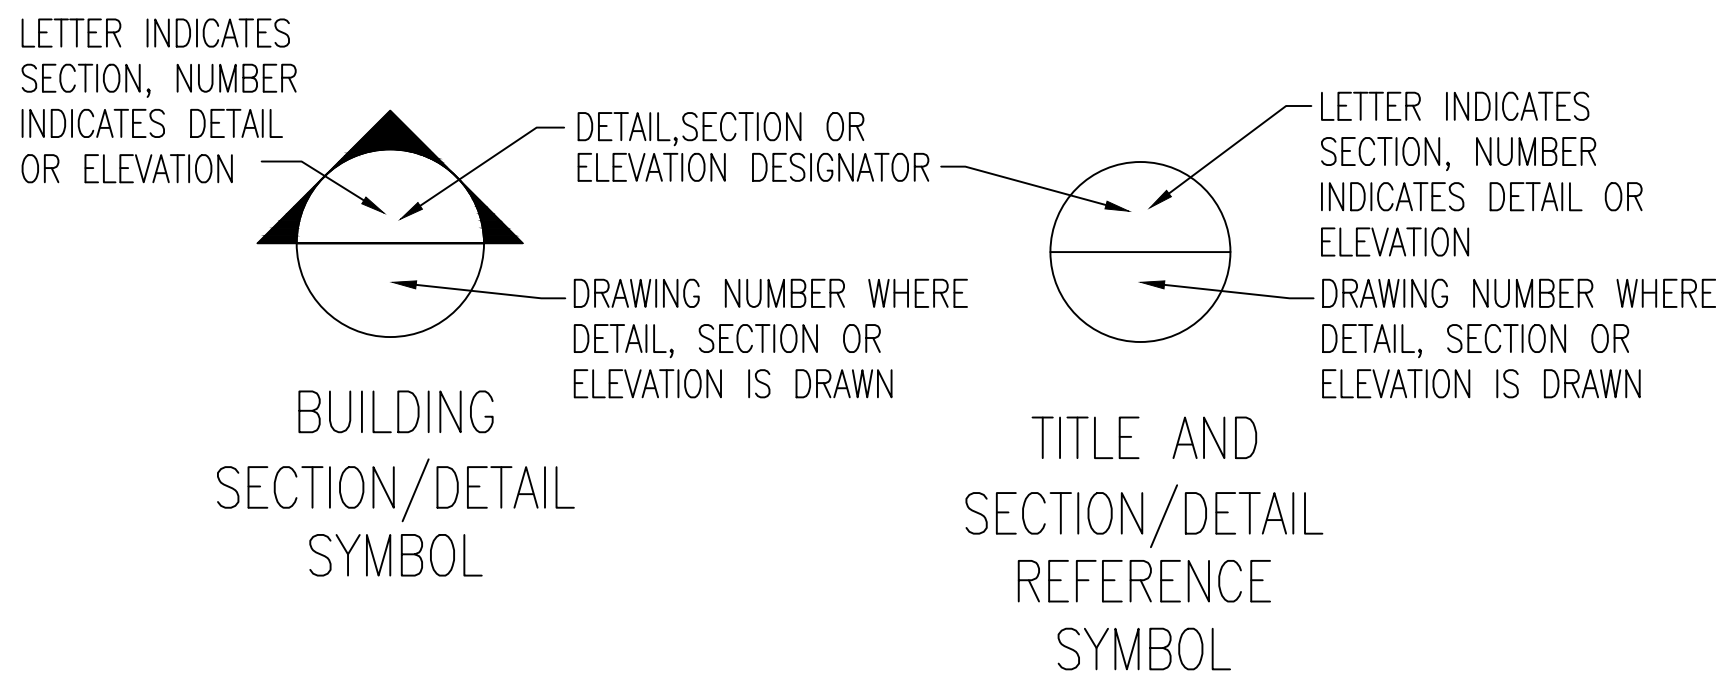 LETTER INDICATES
SECTION, NUMBER
INDICATES DETAIL
OR ELEVATION
DETAIL,SECTION OR
ELEVATION DESIGNATOR
DRAWING NUMBER WHERE
DETAIL, SECTION OR
ELEVATION IS DRAWN
BUILDING
SECTION/DETAIL
SYMBOL
LETTER INDICATES
SECTION, NUMBER
INDICATES DETAIL OR
ELEVATION
DRAWING NUMBER WHERE
DETAIL, SECTION OR
ELEVATION IS DRAWN
TITLE AND
SECTION/DETAIL
REFERENCE
SYMBOL